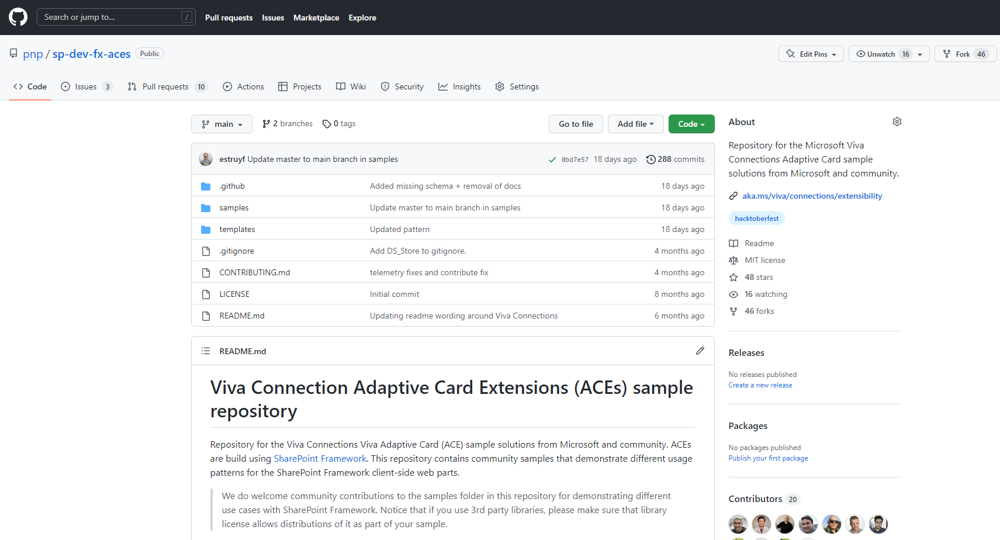 Search or jump to... /
Pull requests Issues Marketplace Explore
pnp / sp-dev-fx-aces Public
Edit Pins Unwatch 16 Fork 46
Code Issues 3 Pull requests 10 Actions Projects Wiki Security Insights Settings
main 2 branches 0 tags Go to file Add file Code
estruyf Update master to main branch in samples 0bd7e57 18 days ago 288 commits
.github Added missing schema + removal of docs 18 days ago
samples Update master to main branch in samples 18 days ago
templates Updated pattern 18 days ago
.gitignore Add DS_Store to gitignore. 4 months ago
CONTRIBUTING.md telemetry fixes and contribute fix 4 months ago
LICENSE Initial commit 8 months ago
README.md Updating readme wording around Viva Connections 6 months ago
README.md
Viva Connection Adaptive Card Extensions (ACEs) sample
repository
Repository for the Viva Connections Viva Adaptive Card (ACE) sample solutions from Microsoft and community. ACEs
are build using SharePoint Framework. This repository contains community samples that demonstrate different usage
patterns for the SharePoint Framework client-side web parts.
We do welcome community contributions to the samples folder in this repository for demonstrating different
use cases with SharePoint Framework. Notice that if you use 3rd party libraries, please make sure that library
license allows distributions of it as part of your sample.
About
Repository for the Microsoft Viva
Connections Adaptive Card sample
solutions from Microsoft and community.
aka.ms/viva/connections/extensibility
hacktoberfest
Readme
MIT license
48 stars
16 watching
46 forks
Releases
No releases published
Create a new release
Packages
No packages published
Publish your first package
Contributors 20